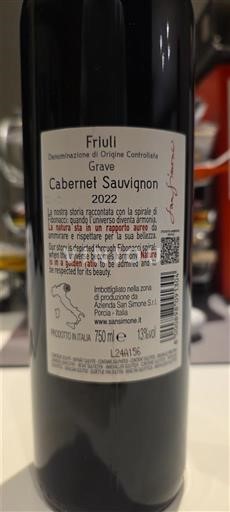 Friuli
Denominazione di Origine Controllata
Grave
Cabernet Sauvignon
2022
San Simone
La nostra storia raccontata con la spirale di
Fibonacci: quando l'universo diventa armonia.
La natura sta in un rapporto aureo da
ammirare e rispettare per la sua bellezza.
Our story is depicted through Fibonacci spiral:
when the universe becomes harmony. Nature
is in a golden ratio to be admired and
be respected for its beauty.
Imbottigliato nella zona
di produzione da
Azienda San Simone S.r.l.
Porcia - Italia
www.sansimone.it
PRODOTTO IN ITALIA 750 ml e 13%vol
L24A156